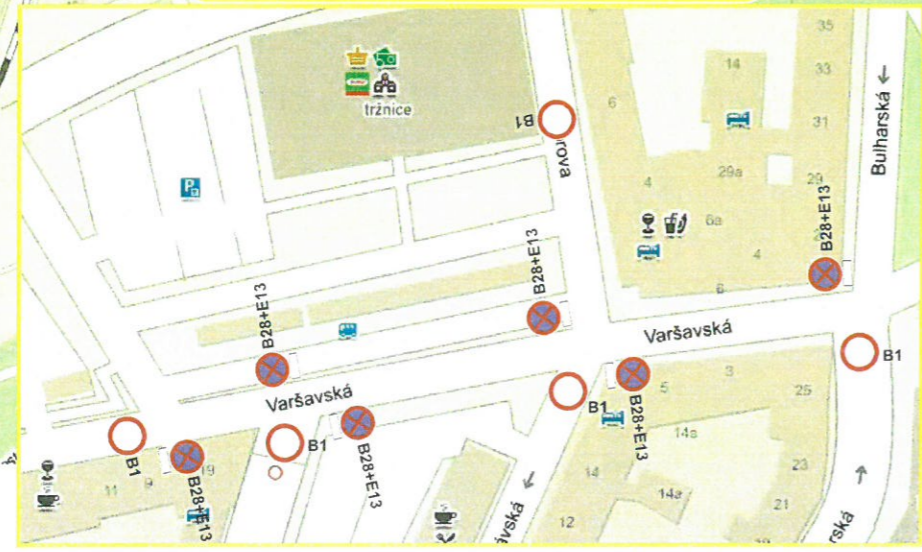 35
14
33
tržnice
B1
6
31
rova
Bulharská ←
29a
29
4
6a
B28+E13
4
B28+E13
6
B28+E13
Varšavská
B1
3
5
25
Varšavská
B1
B28+E13
14a
B1
B1
B28+E13
19
9
11
B28+E13
14
23
14a
21
12
ávská
rská
P